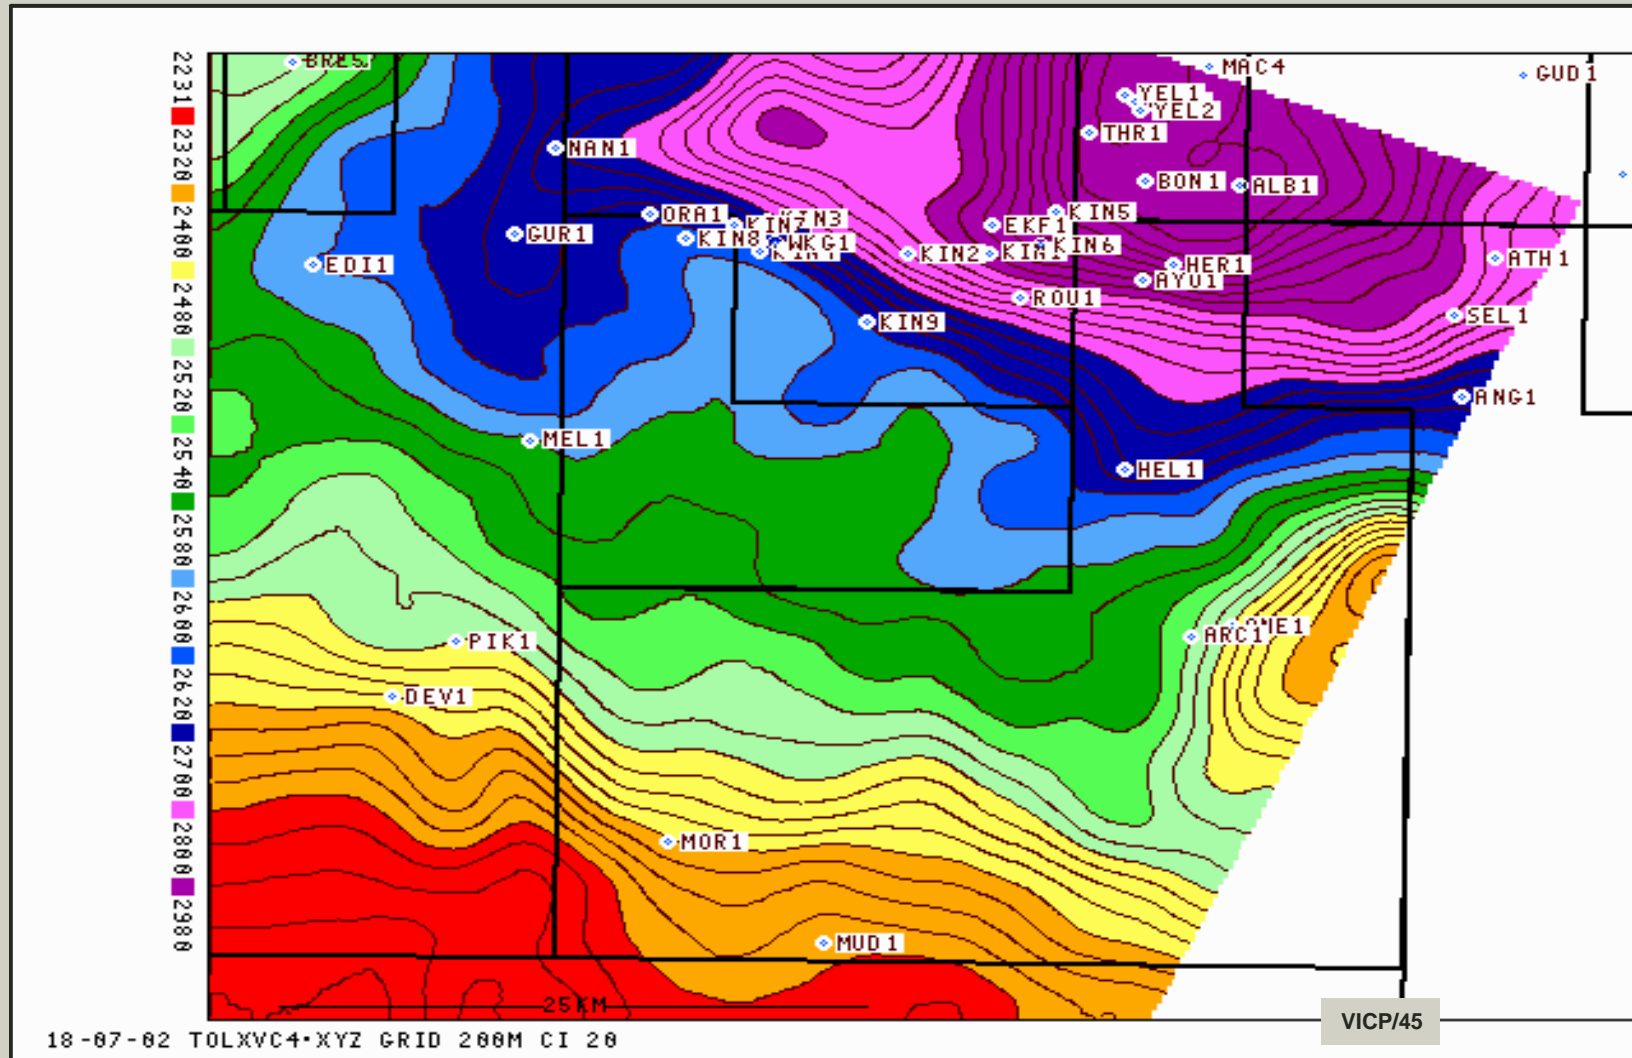 BRE5
MAC4
GUD1
YEL1
YEL2
THR1
NAN1
BON1
ALB1
ORA1
KIN5
KIN7
EKF1
GUR1
KIN8
WKG1
KIN6
KIN2
EDI1
HER1
ATH1
AYU1
ROU1
SEL1
KIN9
ANG1
MEL1
HEL1
ARC1
PIK1
DEV1
MOR1
MUD1
2231
2320
2400
2480
2520
2540
2580
2600
2620
2700
2800
2980
25KM
VICP/45
18-07-02 TOLXVC4·XYZ GRID 200M CI 20